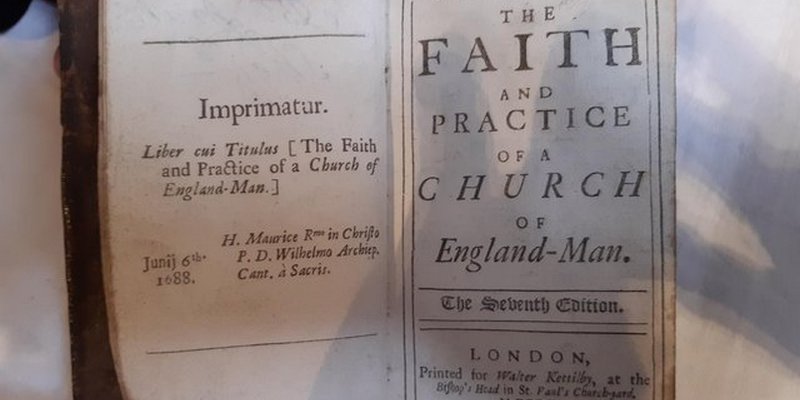 Imprimatur.
Liber cui Titulus [ The Faith
and Practice of a Church of
England-Man.]
H. Maurice Rᵐᵒ in Christo
P. D. Wilhelmo Archiep.
Cant. à Sacris.
Junij 6ᵗʰ·
1688.
THE
FAITH
AND
PRACTICE
OF A
CHURCH
OF
England-Man.
The Seventh Edition.
LONDON,
Printed for Walter Kettilby, at the
Bishop's Head in St. Paul's Church-yard.